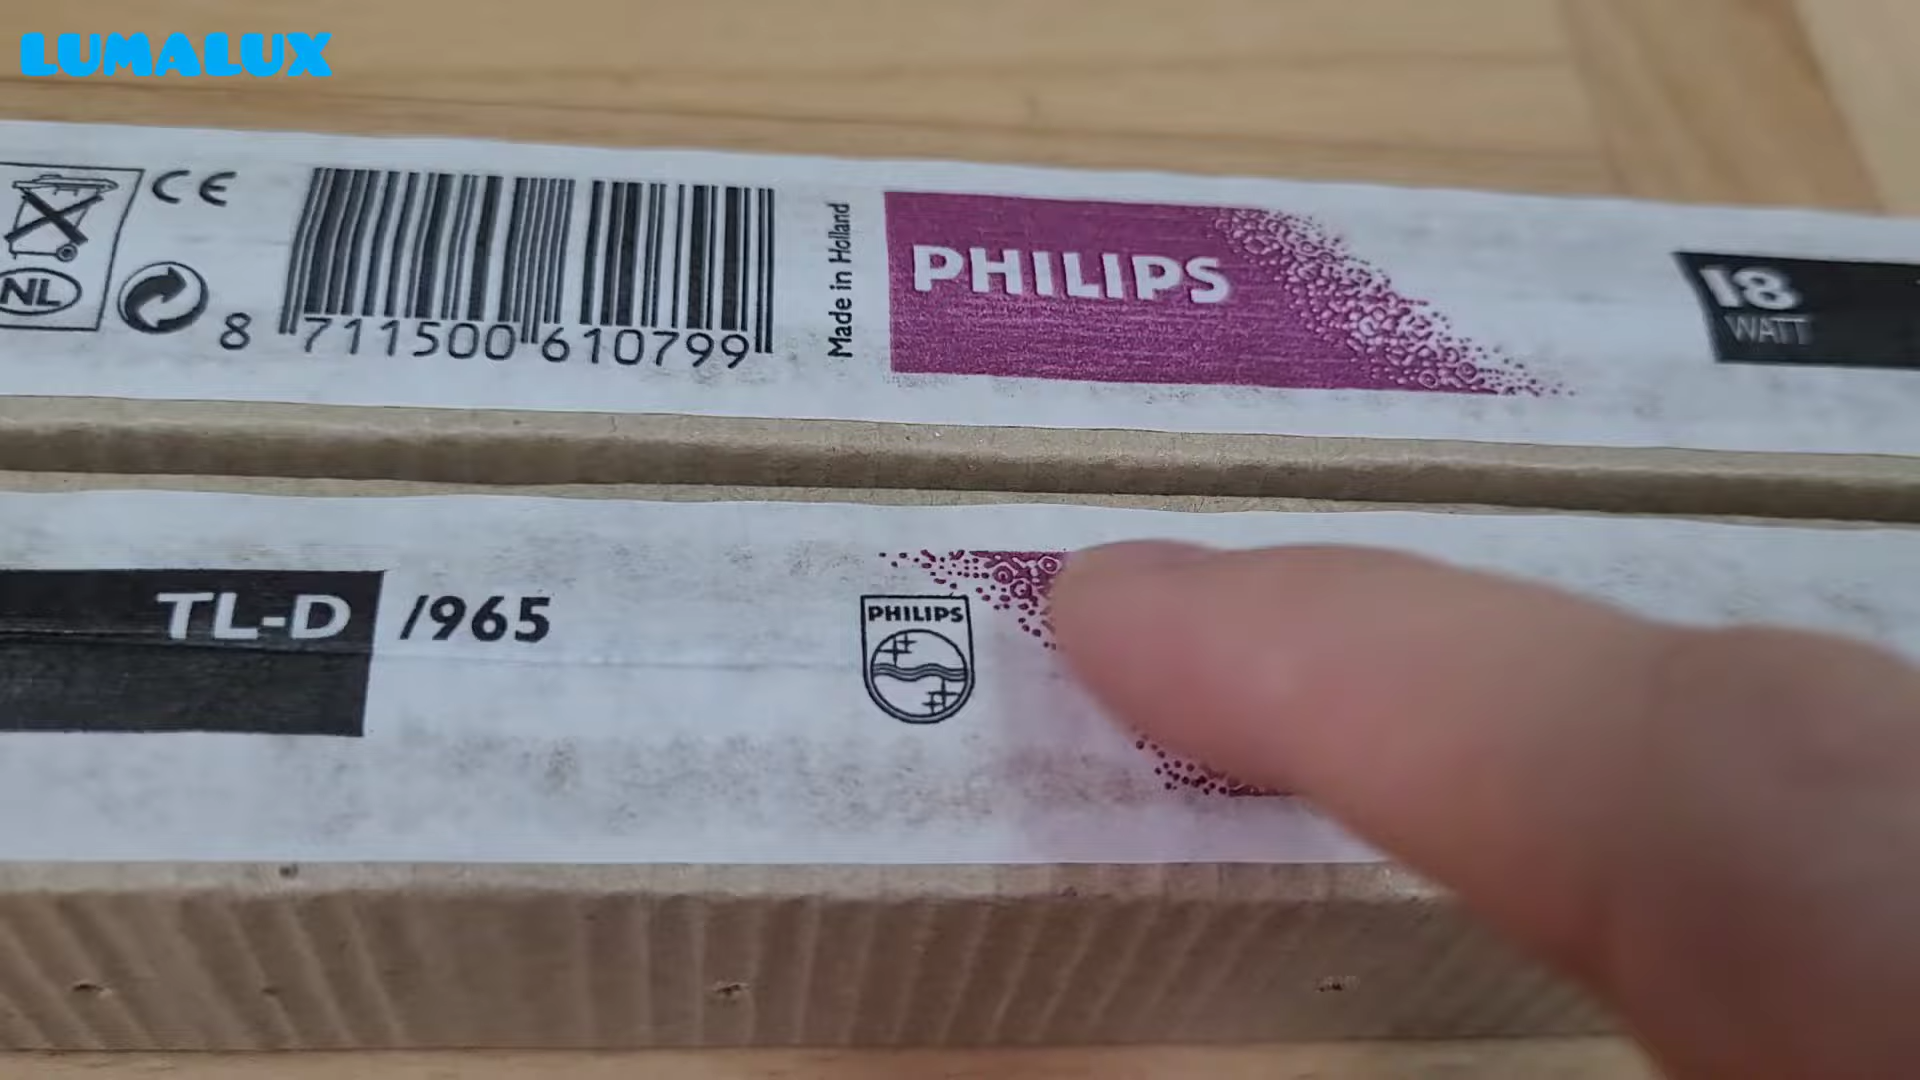 LUMALUX
CE
NL
8 711500 610799
Made in Holland
PHILIPS
18
WATT
TL-D /965
PHILIPS